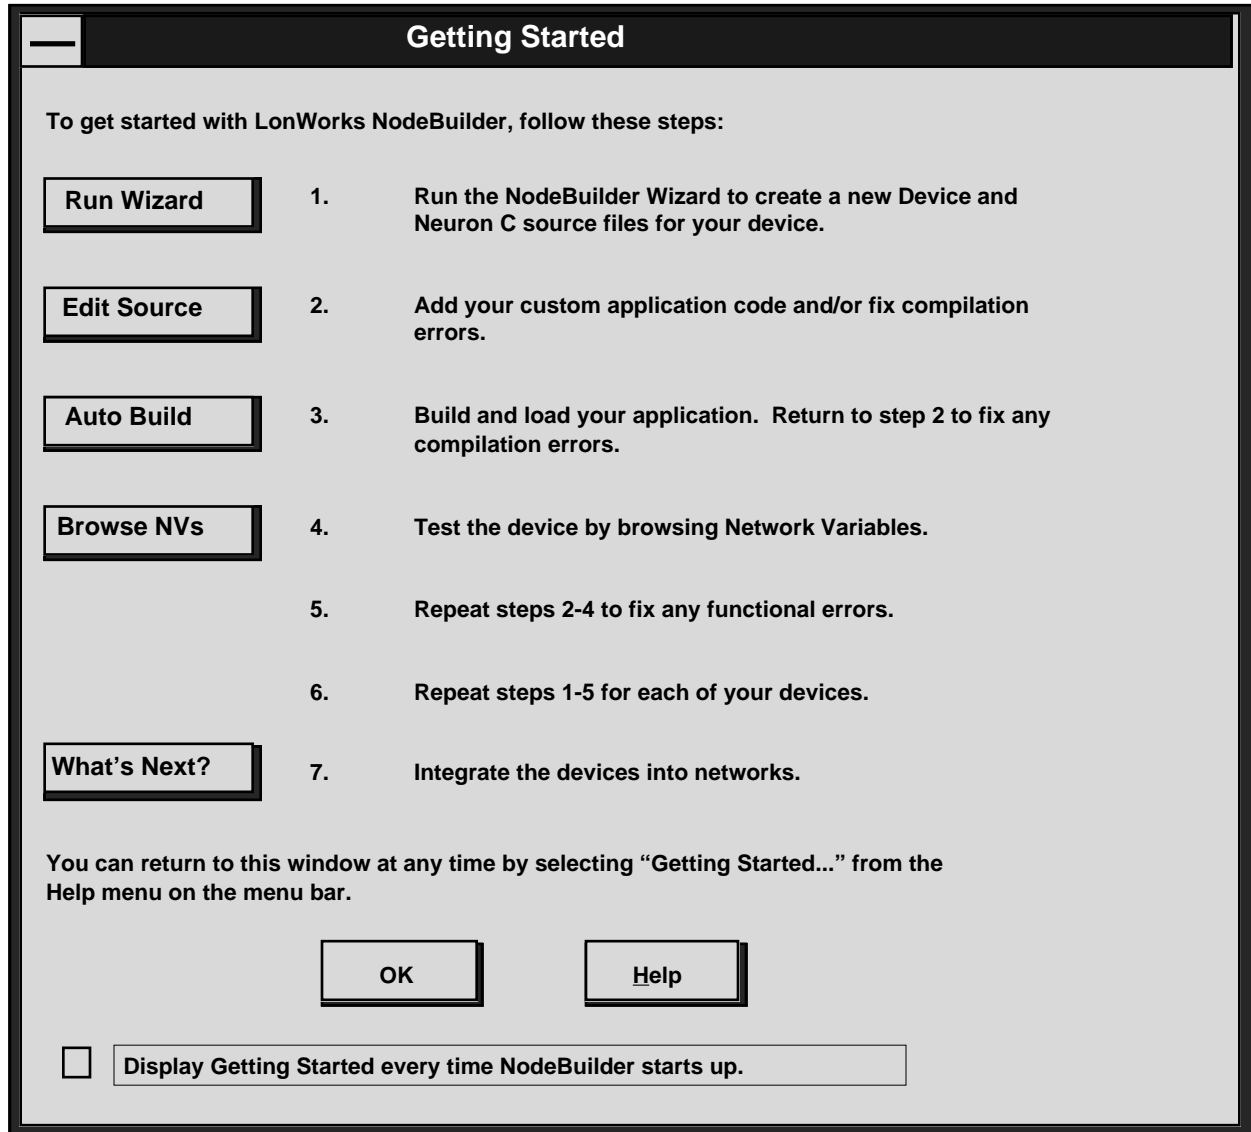 Getting Started
To get started with LonWorks NodeBuilder, follow these steps:
Run Wizard 1. Run the NodeBuilder Wizard to create a new Device and
Neuron C source files for your device.
Edit Source 2. Add your custom application code and/or fix compilation
errors.
Auto Build 3. Build and load your application.  Return to step 2 to fix any
compilation errors.
Browse NVs 4. Test the device by browsing Network Variables.
5. Repeat steps 2-4 to fix any functional errors.
6. Repeat steps 1-5 for each of your devices.
What’s Next? 7. Integrate the devices into networks.
You can return to this window at any time by selecting “Getting Started...” from the
Help menu on the menu bar.
OK Help
Display Getting Started every time NodeBuilder starts up.